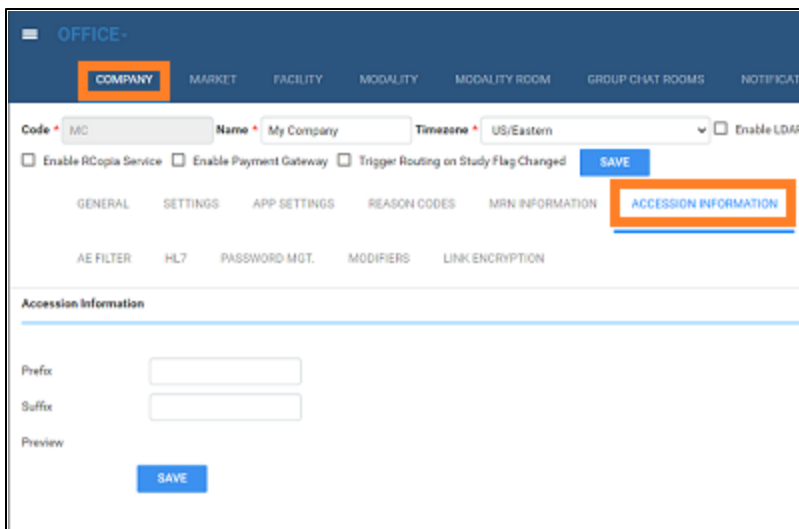 OFFICE
COMPANY MARKET FACILITY MODALITY MODALITY ROOM GROUP CHAT ROOMS NOTIFICAT
Code * MC Name * My Company Timezone * US/Eastern Enable LDAP
Enable RCopia Service Enable Payment Gateway Trigger Routing on Study Flag Changed SAVE
GENERAL SETTINGS APP SETTINGS REASON CODES MRN INFORMATION ACCESSION INFORMATION
AE FILTER HL7 PASSWORD MGT. MODIFIERS LINK ENCRYPTION
Accession Information
Prefix
Suffix
Preview
SAVE